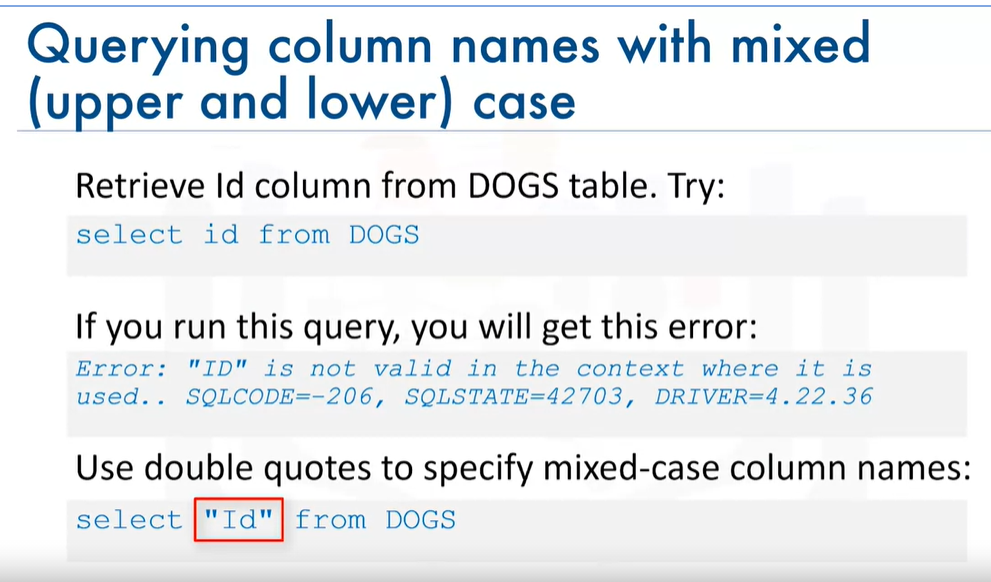 Querying column names with mixed
(upper and lower) case
Retrieve Id column from DOGS table. Try:
select id from DOGS
If you run this query, you will get this error:
Error: "ID" is not valid in the context where it is
used.. SQLCODE=-206, SQLSTATE=42703, DRIVER=4.22.36
Use double quotes to specify mixed-case column names:
select "Id" from DOGS